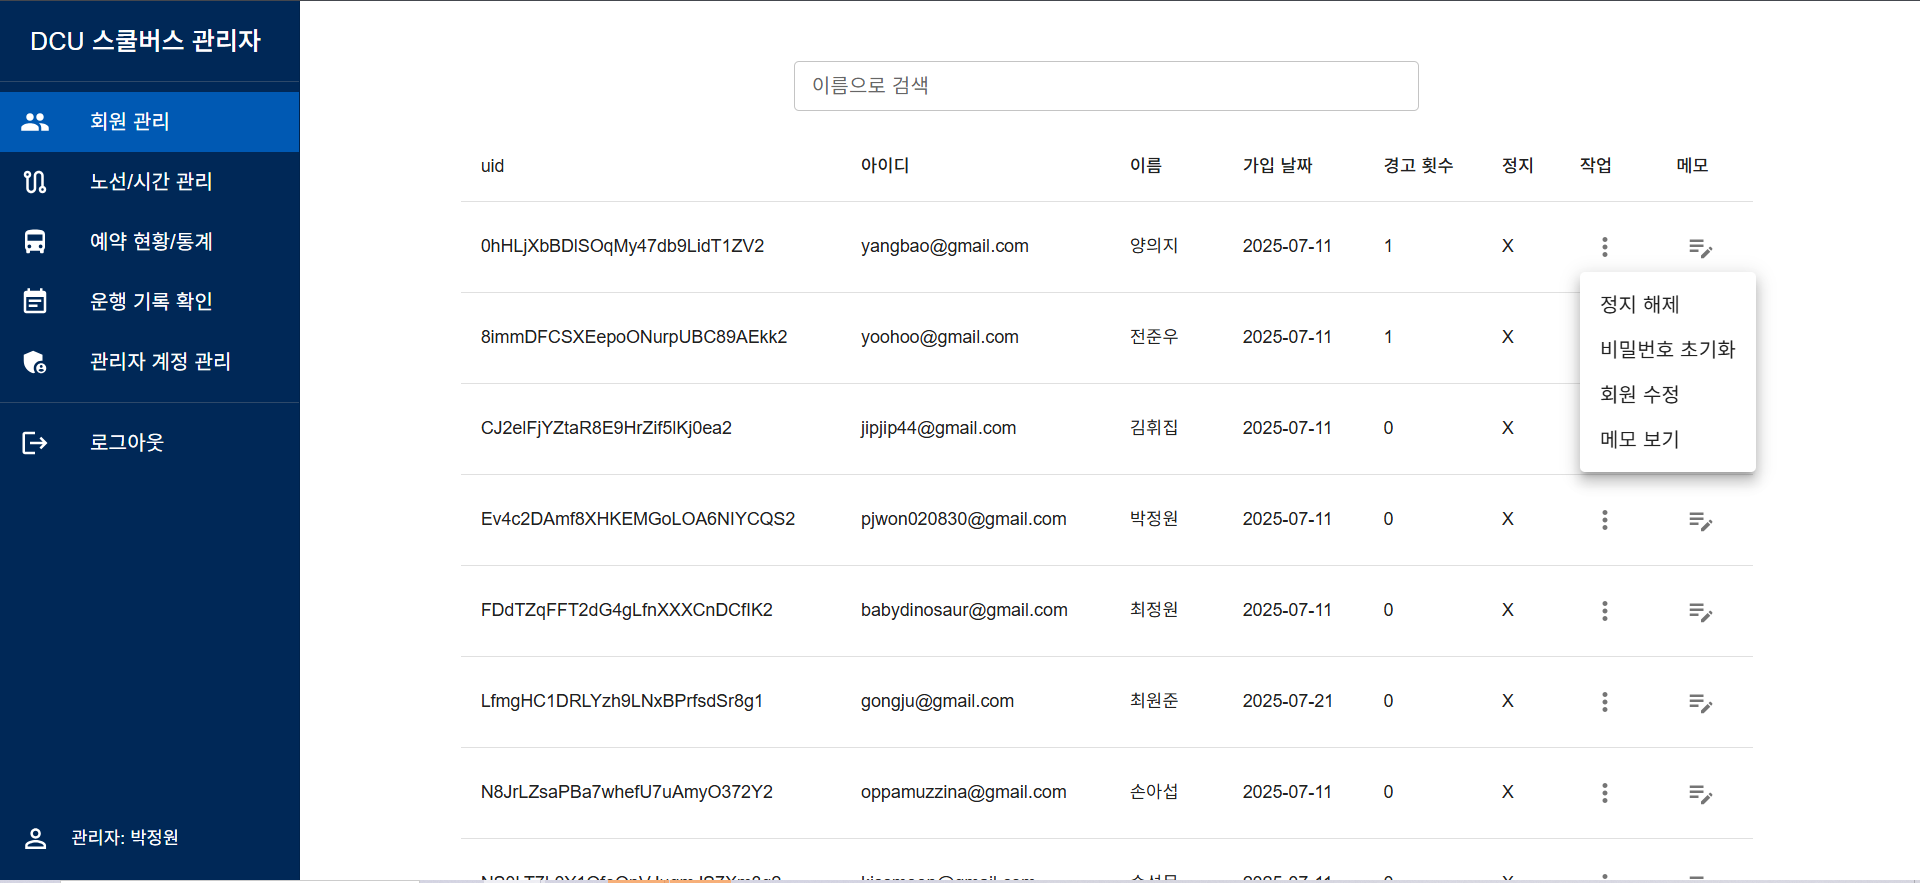 DCU 스쿨버스 관리자
회원 관리
노선/시간 관리
예약 현황/통계
운행 기록 확인
관리자 계정 관리
로그아웃
관리자: 박정원
이름으로 검색
uid 아이디 이름 가입 날짜 경고 횟수 정지 작업 메모
0hHLjXbBDlSOqMy47db9LidT1ZV2 yangbao@gmail.com 양의지 2025-07-11 1 X
정지 해제
비밀번호 초기화
회원 수정
메모 보기
8immDFCSXEepoONurpUBC89AEkk2 yoohoo@gmail.com 전준우 2025-07-11 1 X
CJ2elFjYZtaR8E9HrZif5lKj0ea2 jipjip44@gmail.com 김휘집 2025-07-11 0 X
Ev4c2DAmf8XHKEMGoLOA6NIYCQS2 pjwon020830@gmail.com 박정원 2025-07-11 0 X
FDdTZqFFT2dG4gLfnXXXCnDCflK2 babydinosaur@gmail.com 최정원 2025-07-11 0 X
LfmgHC1DRLYzh9LNxBPrfsdSr8g1 gongju@gmail.com 최원준 2025-07-21 0 X
N8JrLZsaPBa7whefU7uAmyO372Y2 oppamuzzina@gmail.com 손아섭 2025-07-11 0 X